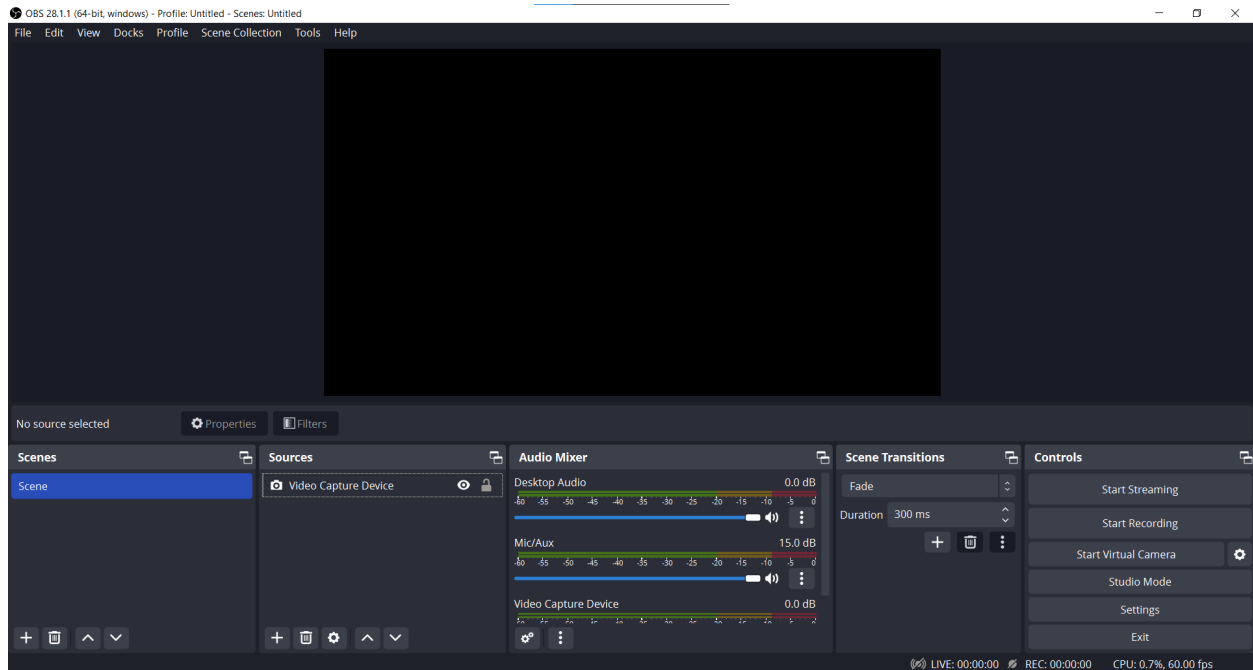 OBS 28.1.1 (64-bit, windows) - Profile: Untitled - Scenes: Untitled
File Edit View Docks Profile Scene Collection Tools Help
No source selected Properties Filters
Scenes
Scene
Sources
Video Capture Device
Audio Mixer
Desktop Audio 0.0 dB
-60 -55 -50 -45 -40 -35 -30 -25 -20 -15 -10 -5 0
Mic/Aux 15.0 dB
-60 -55 -50 -45 -40 -35 -30 -25 -20 -15 -10 -5 0
Video Capture Device 0.0 dB
Scene Transitions
Fade
Duration 300 ms
Controls
Start Streaming
Start Recording
Start Virtual Camera
Studio Mode
Settings
Exit
LIVE: 00:00:00 REC: 00:00:00 CPU: 0.7%, 60.00 fps